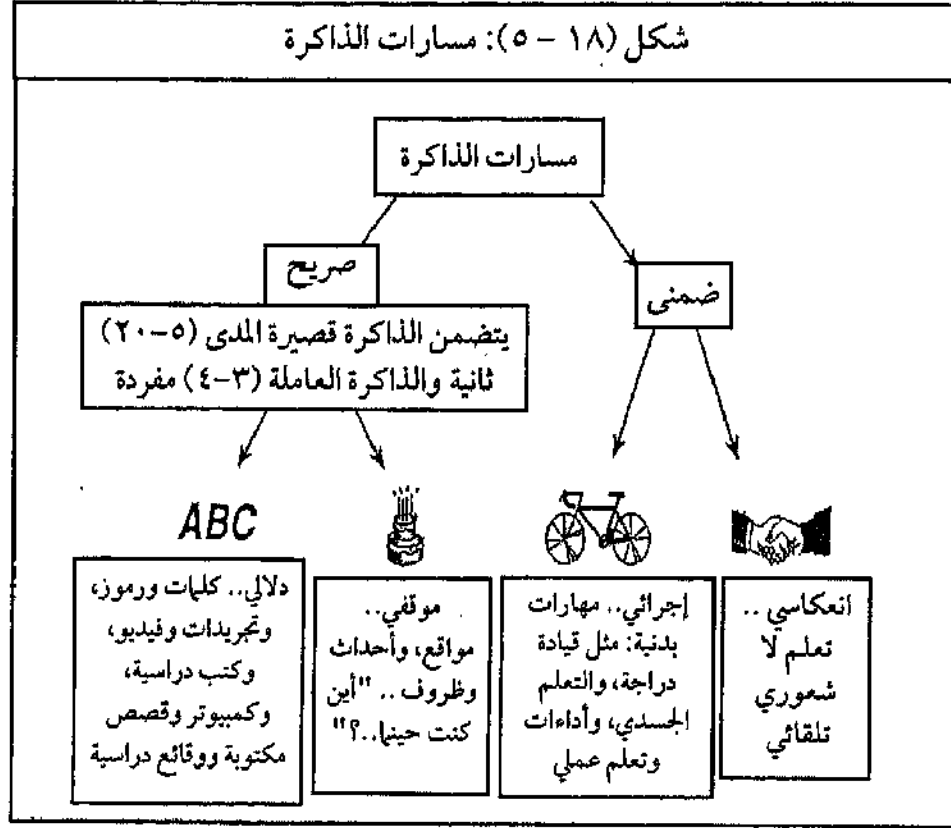 شكل (١٨ – ٥): مسارات الذاكرة
مسارات الذاكرة
ضمنى
صريح
يتضمن الذاكرة قصيرة المدى (٥–٢٠)
ثانية والذاكرة العاملة (٣–٤) مفردة
انعكاسي ..
تعلم لا
شعوري
تلقائي
إجرائي.. مهارات
بدنية: مثل قيادة
دراجة، والتعلم
الجسدي، وأداءات
وتعلم عملي
موقفي..
مواقع، وأحداث
وظروف .. "أين
كنت حينما..؟"
ABC
دلالي.. كلمات ورموز،
وتجريدات وفيديو،
وكتب دراسية،
وكمبيوتر وقصص
مكتوبة ووقائع دراسية